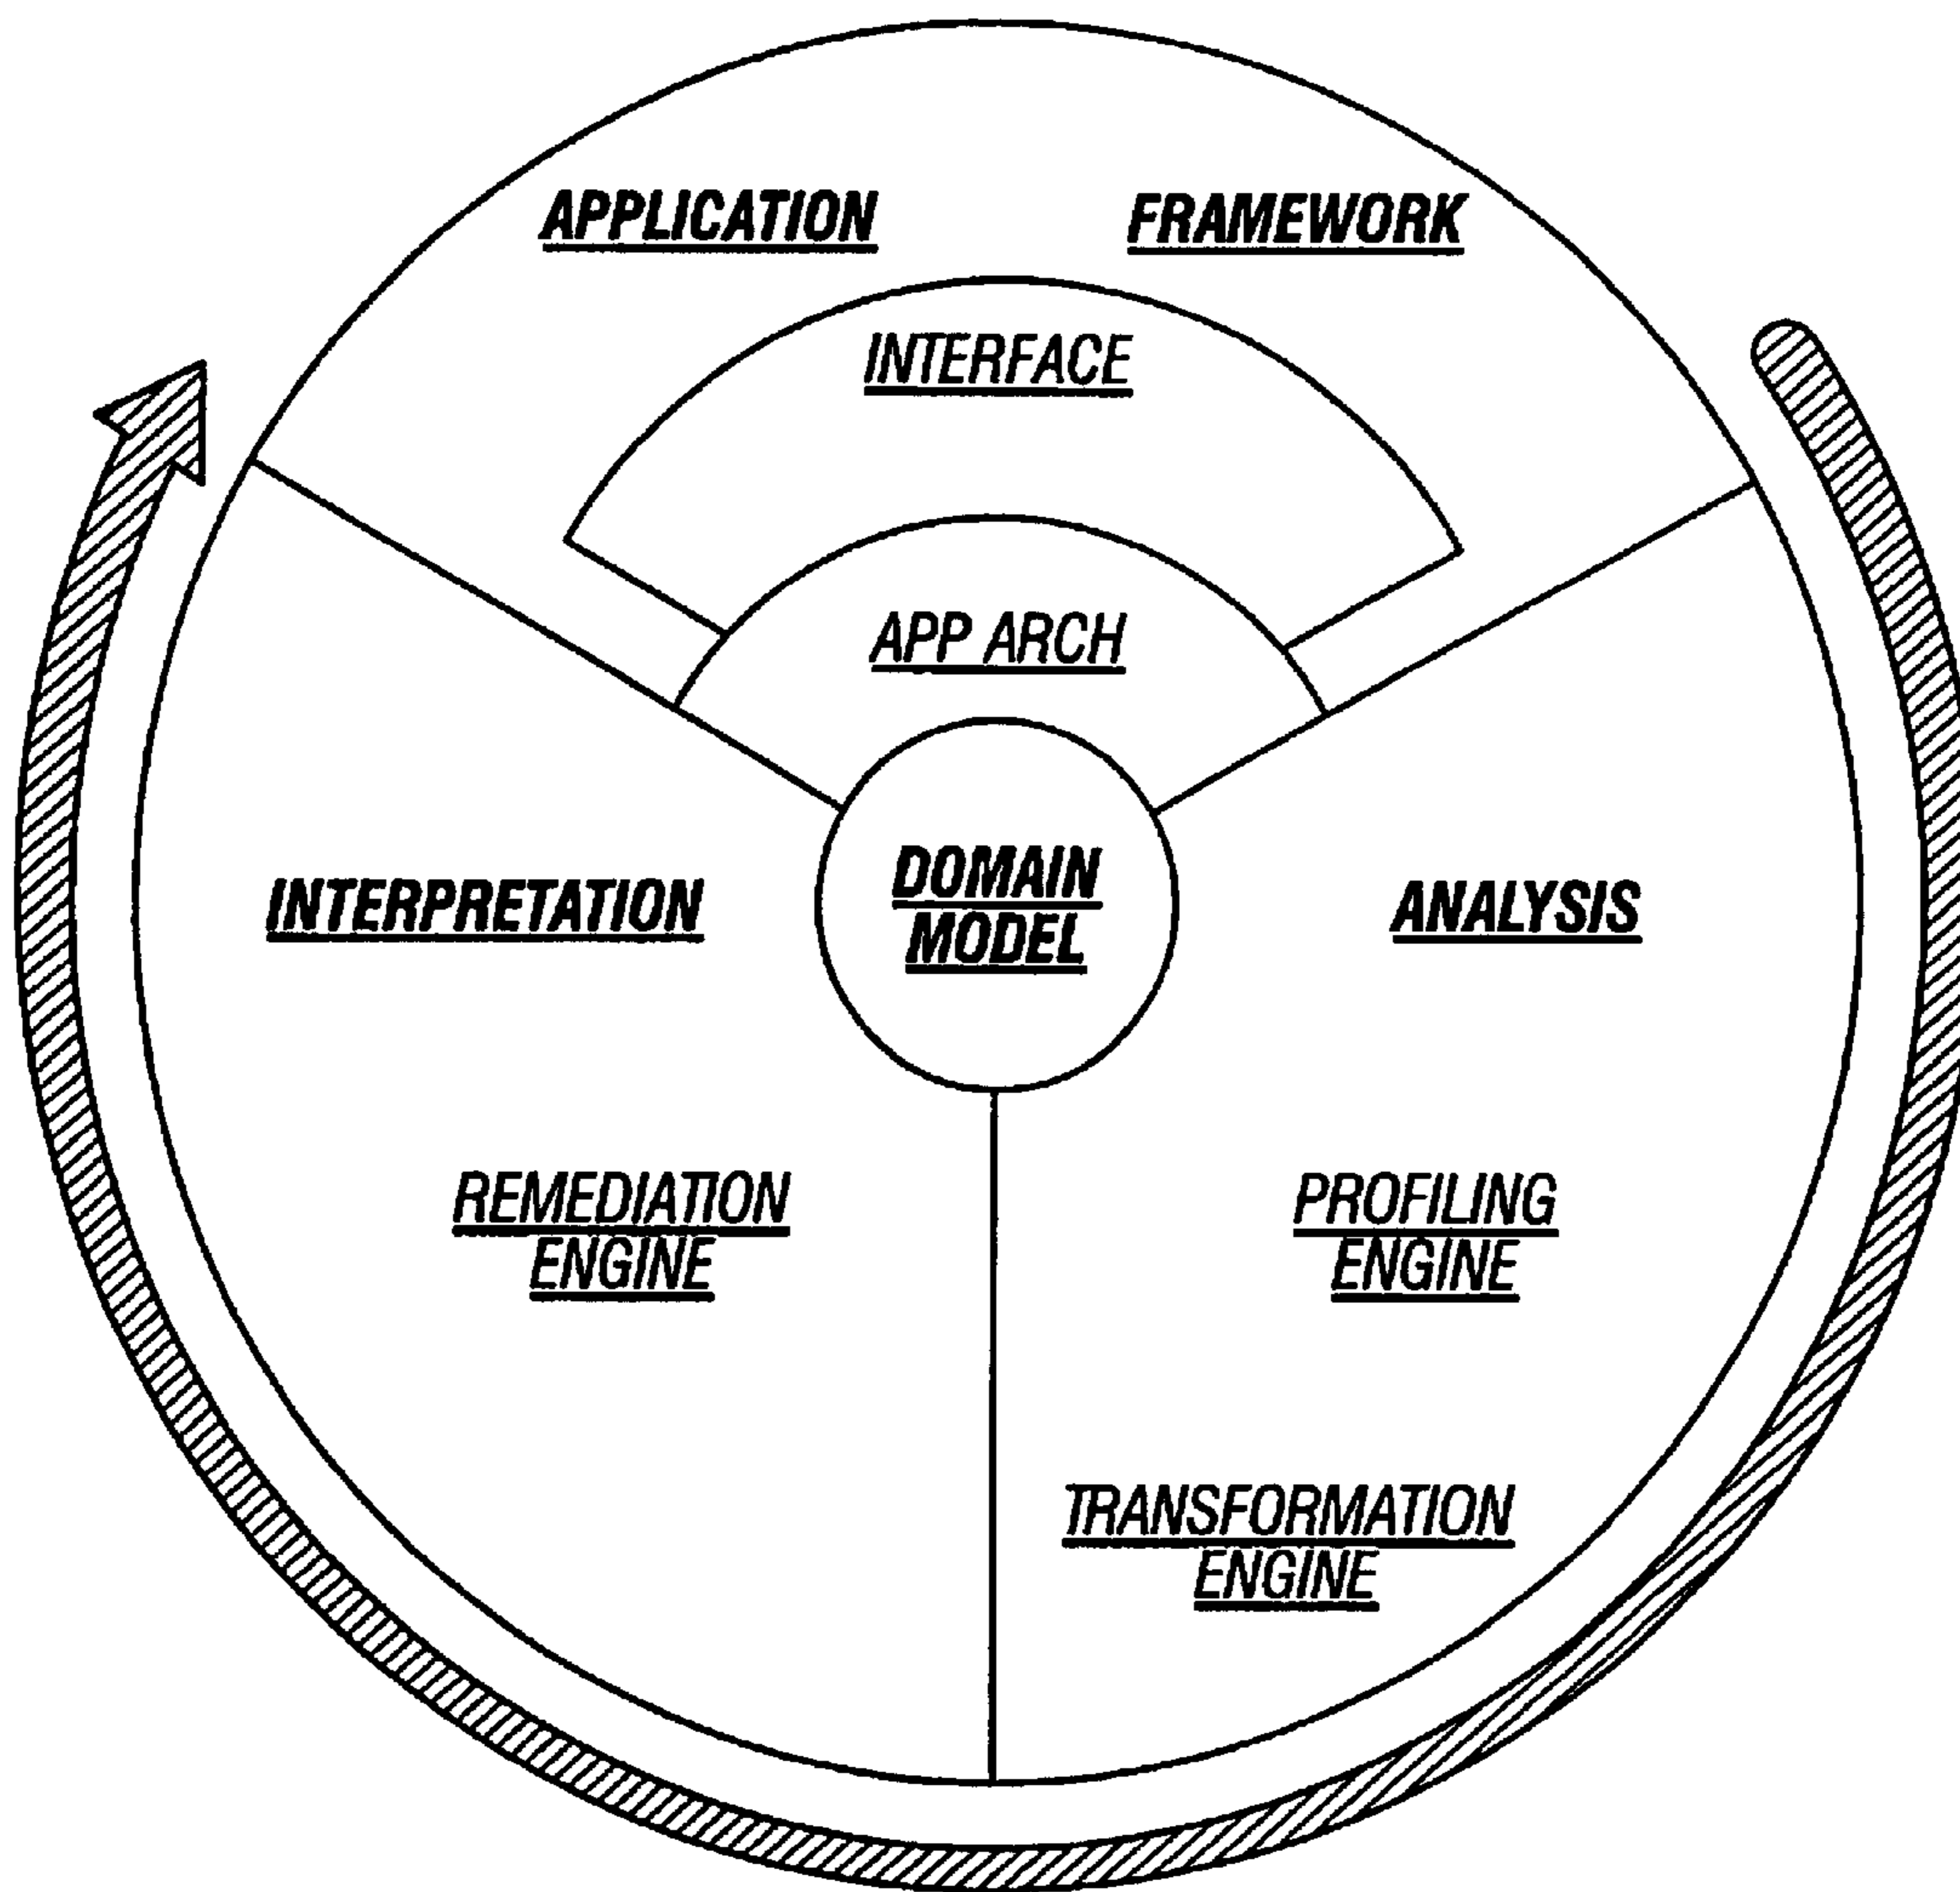 APPLICATION FRAMEWORK
INTERFACE
APP ARCH
DOMAIN
MODEL
INTERPRETATION
ANALYSIS
REMEDIATION
ENGINE
PROFILING
ENGINE
TRANSFORMATION
ENGINE